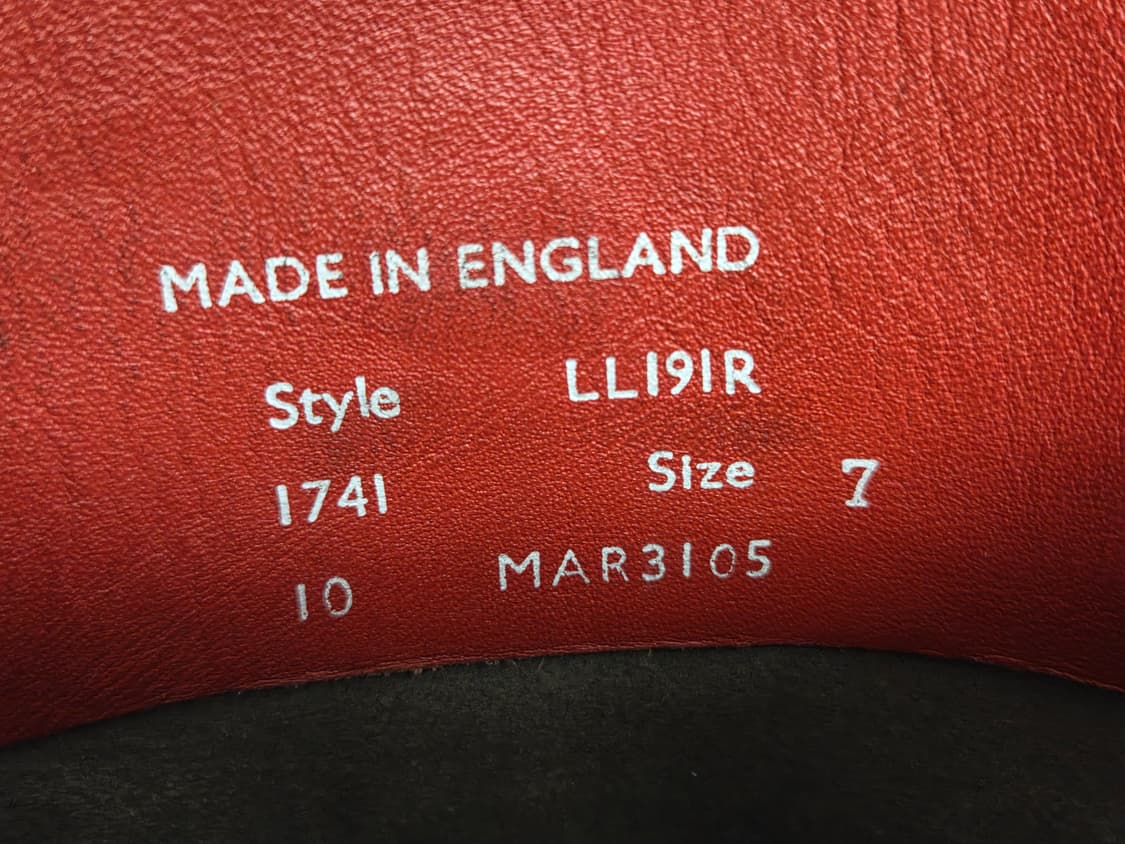 MADE IN ENGLAND
Style LL191R
1741 Size 7
10 MAR3105